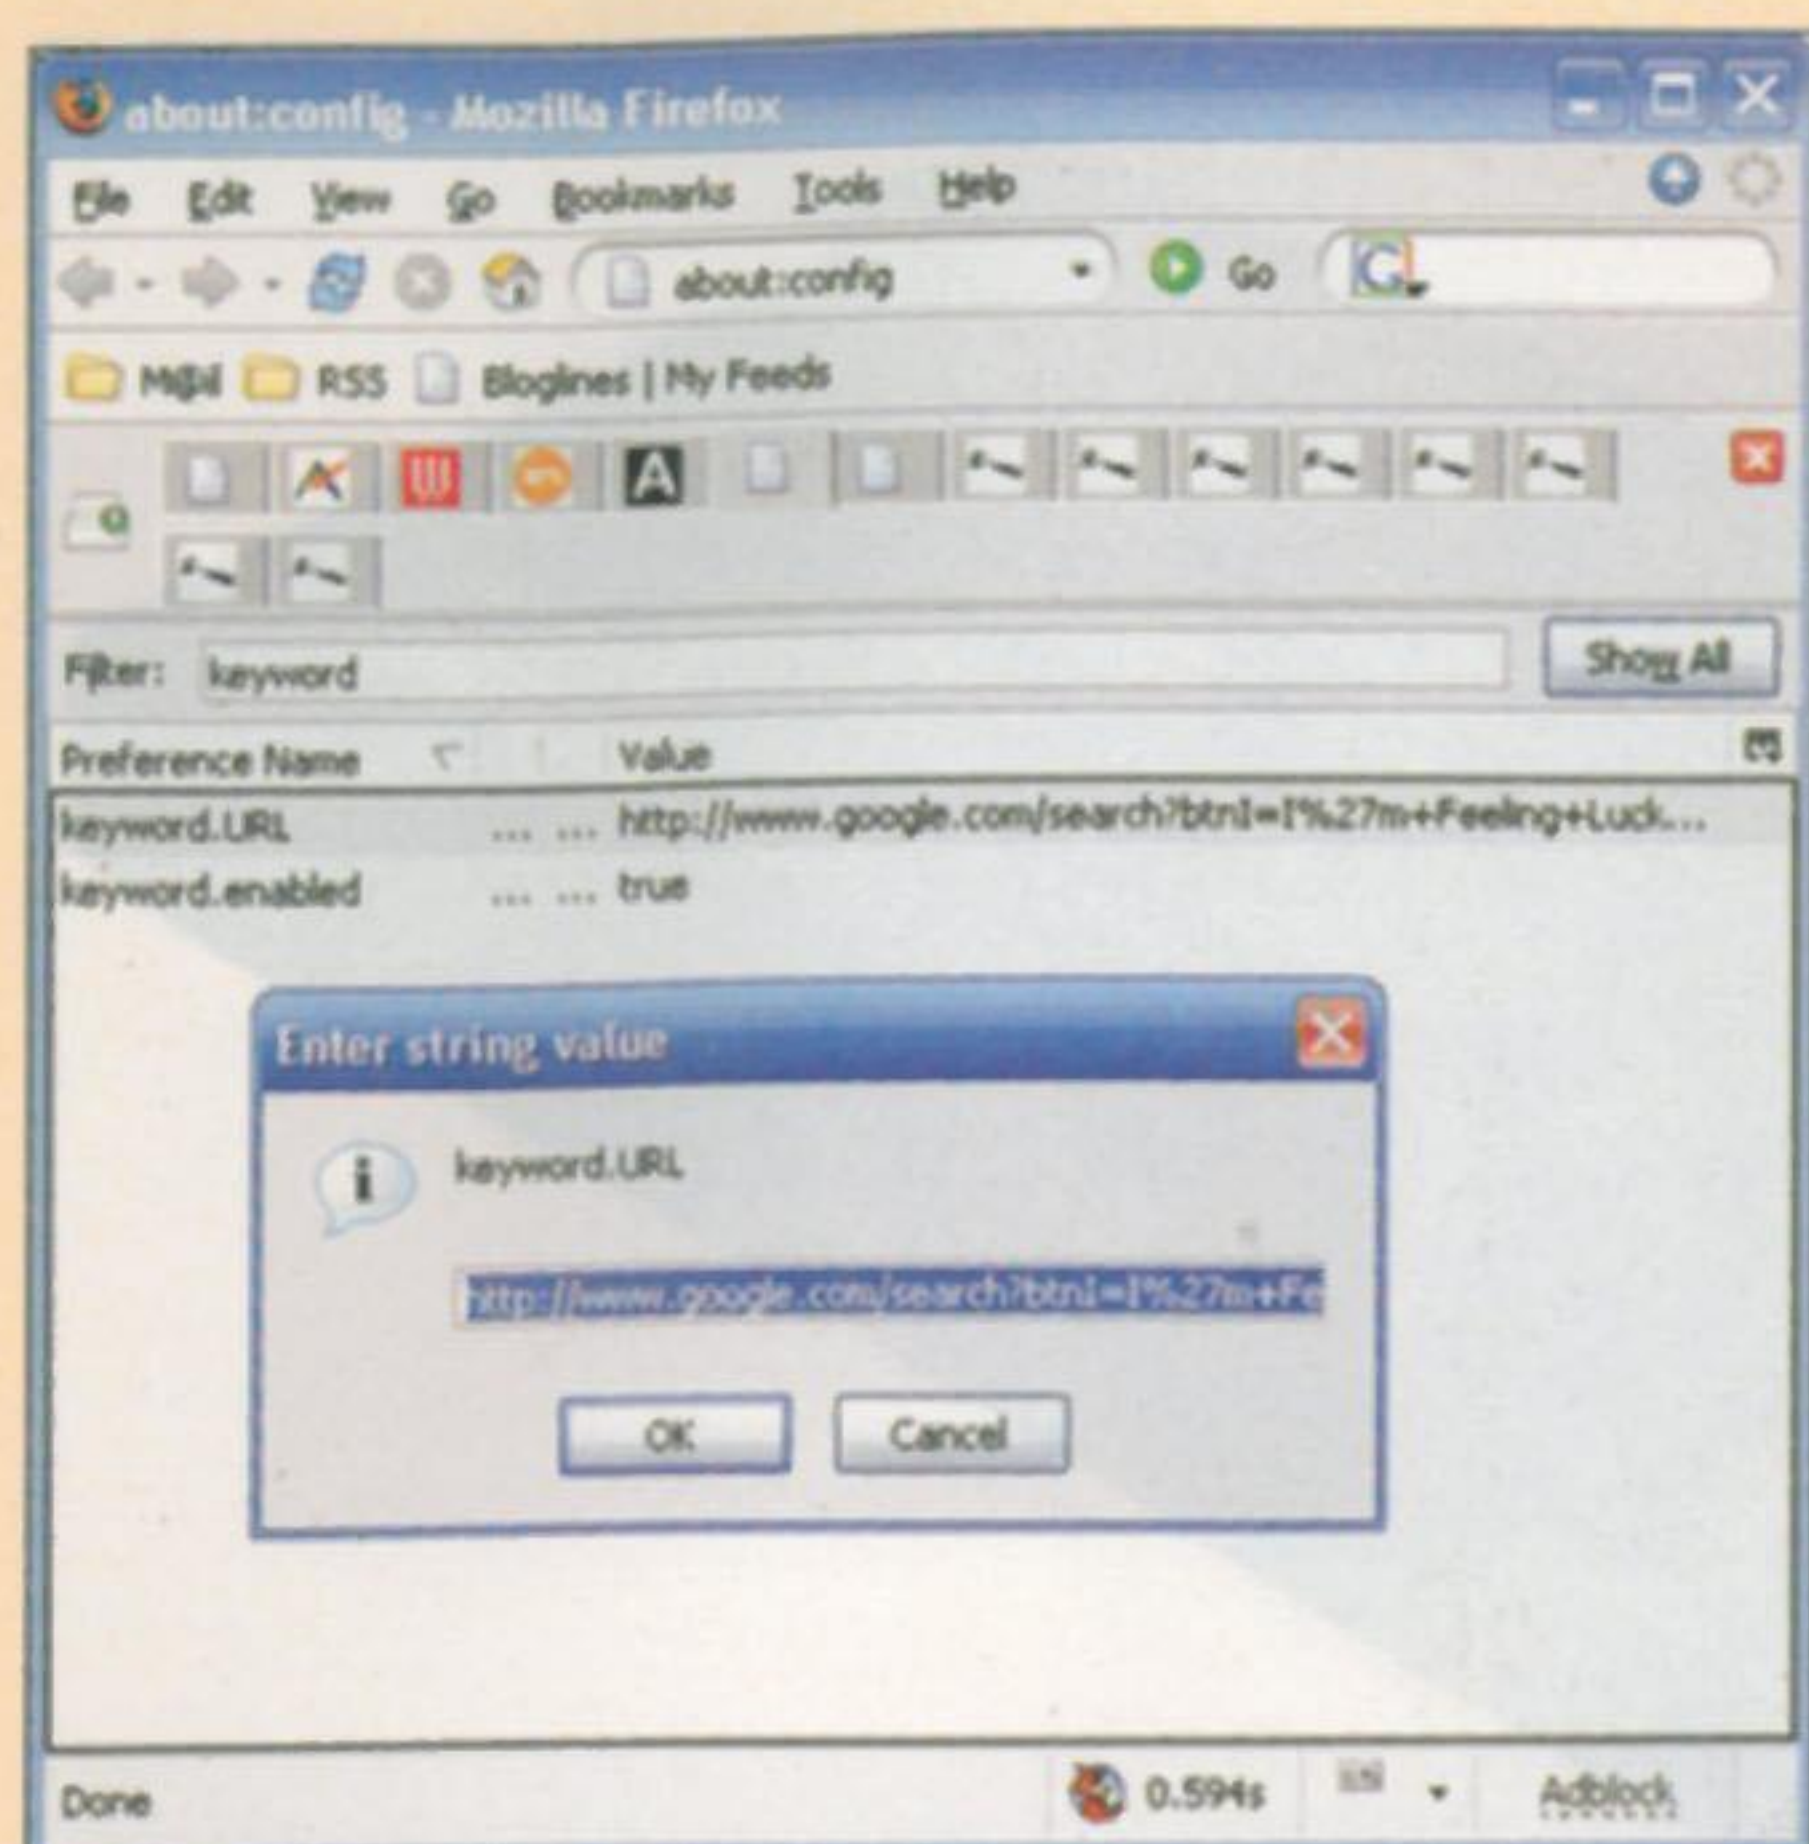 about:config - Mozilla Firefox
File Edit View Go Bookmarks Tools Help
about:config Go
M@il RSS Bloglines | My Feeds
Filter: keyword Show All
Preference Name Value
keyword.URL ... ... http://www.google.com/search?btnI=I%27m+Feeling+Luck...
keyword.enabled ... ... true
Enter string value
keyword.URL
http://www.google.com/search?btnI=I%27m+Fe
OK Cancel
Done 0.594s Adblock